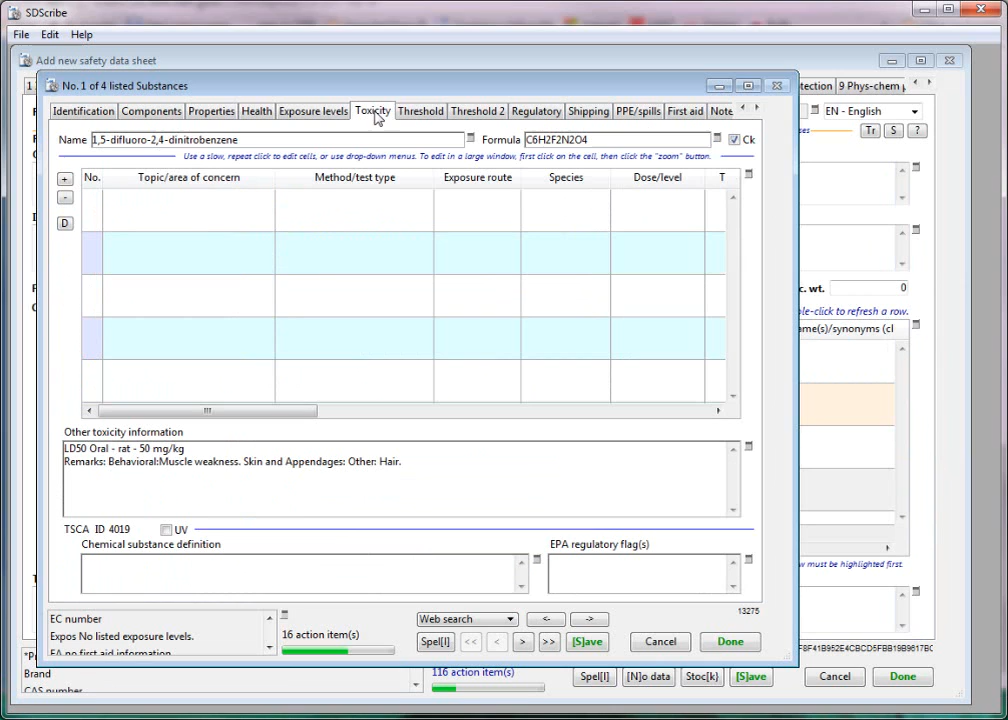 SDScribe
File Edit Help
Add new safety data sheet
No. 1 of 4 listed Substances
1
tection 9 Phys-chem
Identification Components Properties Health Exposure levels Toxicity Threshold Threshold 2 Regulatory Shipping PPE/spills First aid Note
EN - English
Tr S ?
Name 1,5-difluoro-2,4-dinitrobenzene Formula C6H2F2N2O4 Ck
Use a slow, repeat click to edit cells, or use drop-down menus. To edit in a large window, first click on the cell, then click the "zoom" button.
+ No. Topic/area of concern Method/test type Exposure route Species Dose/level T
-
D
c. wt. 0
ble-click to refresh a row.
ame(s)/synonyms (cl
Other toxicity information
LD50 Oral - rat - 50 mg/kg
Remarks: Behavioral:Muscle weakness. Skin and Appendages: Other: Hair.
TSCA ID 4019 UV
Chemical substance definition EPA regulatory flag(s)
w must be highlighted first.
13275
EC number
Expos No listed exposure levels.
FA no first aid information
16 action item(s)
Web search <- ->
Spel[l] << < > >> [S]ave Cancel Done
*P
Brand
CAS number
116 action item(s)
F8F41B952E4CBCD5FBB19B9617BC
Spel[l] [N]o data Stoc[k] [S]ave Cancel Done